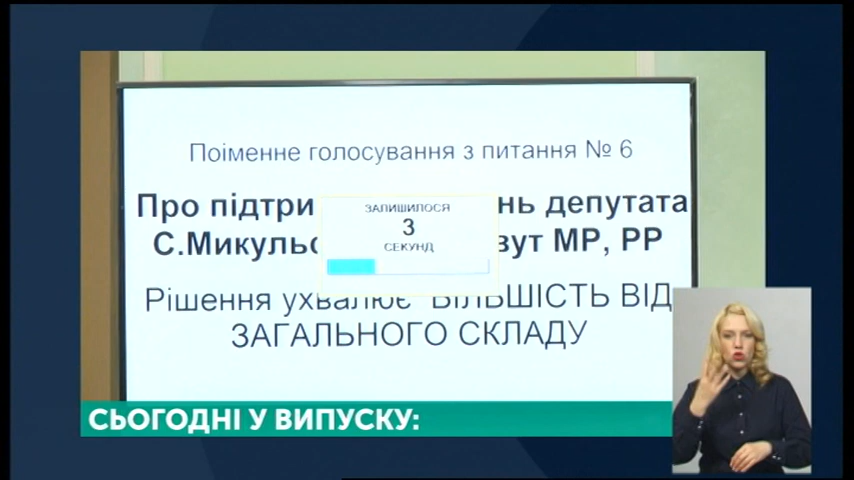 Поіменне голосування з питання № 6
Про підтри нь депутата
ЗАЛИШИЛОСЯ
3
СЕКУНД
С.Микульс вут МР, РР
Рішення ухвалює БІЛЬШІСТЬ ВІД
ЗАГАЛЬНОГО СКЛАДУ
СЬОГОДНІ У ВИПУСКУ: